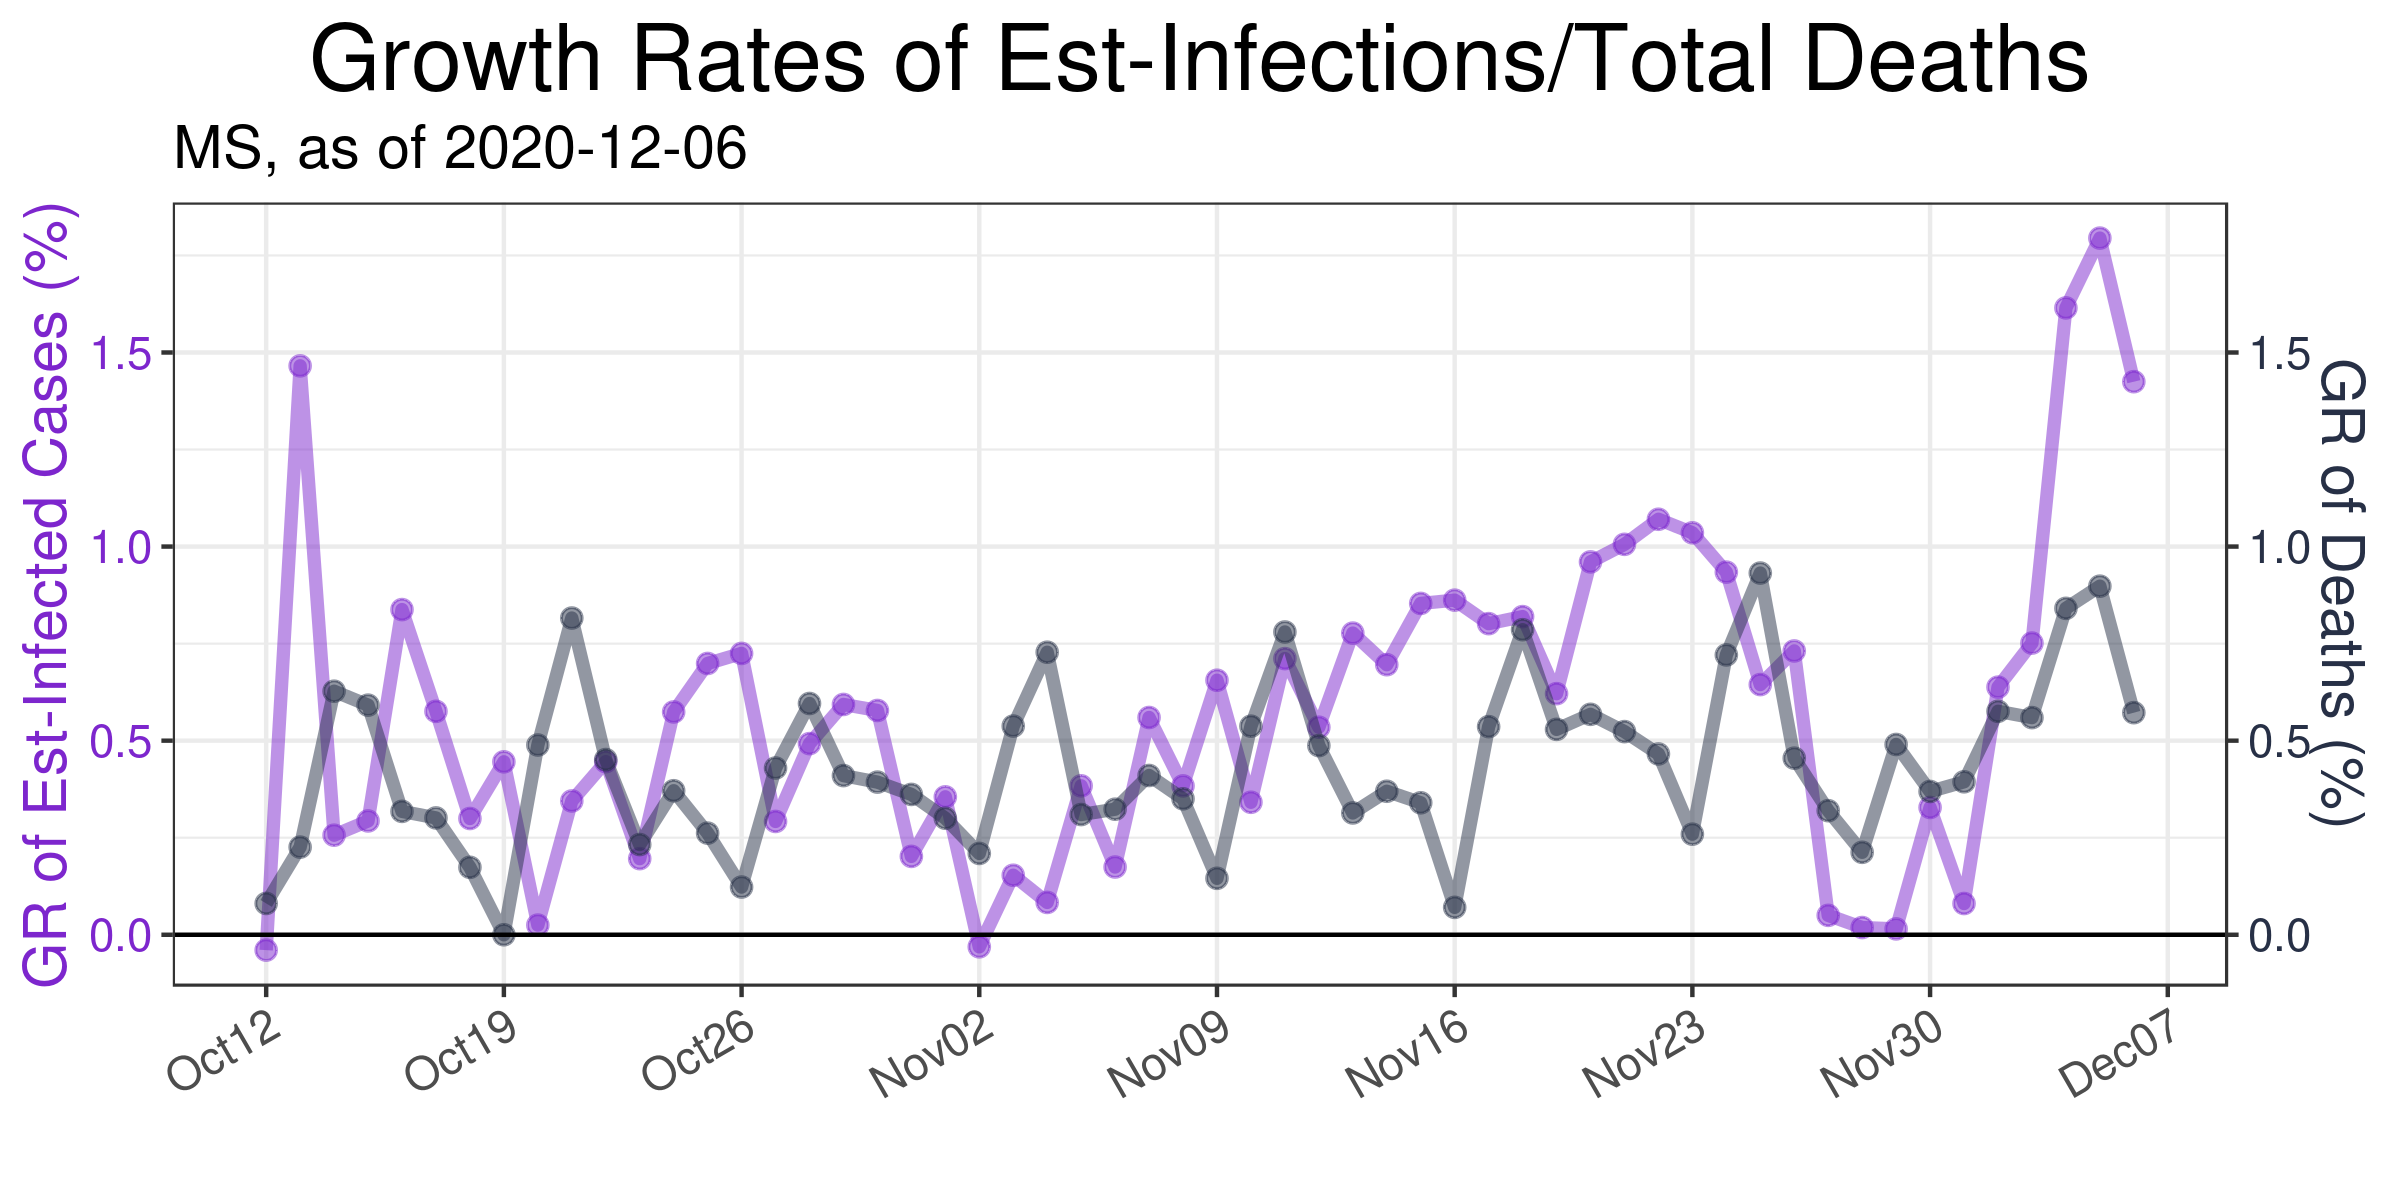 Growth Rates of Est-Infections/Total Deaths
MS, as of 2020-12-06
GR of Est-Infected Cases (%)
1.5
1.0
0.5
0.0
1.5
1.0
0.5
0.0
GR of Deaths (%)
Oct12
Oct19
Oct26
Nov02
Nov09
Nov16
Nov23
Nov30
Dec07